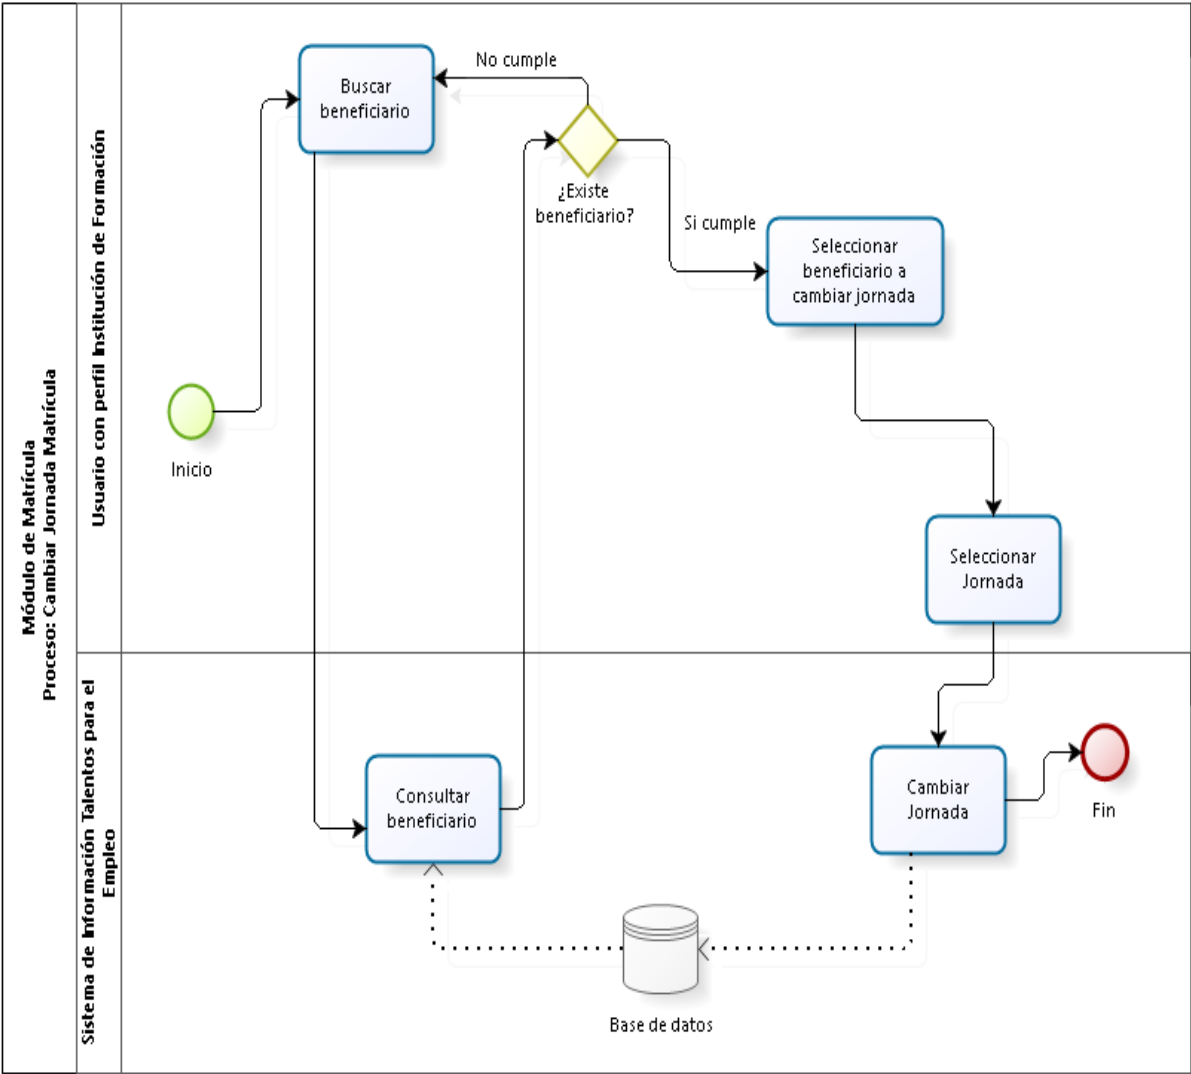 Módulo de Matrícula
Proceso: Cambiar Jornada Matrícula
Usuario con perfil Institución de Formación
Buscar
beneficiario
No cumple
¿Existe
beneficiario?
Si cumple
Seleccionar
beneficiario a
cambiar jornada
Inicio
Seleccionar
Jornada
Sistema de Información Talentos para el
Empleo
Consultar
beneficiario
Cambiar
Jornada
Fin
Base de datos